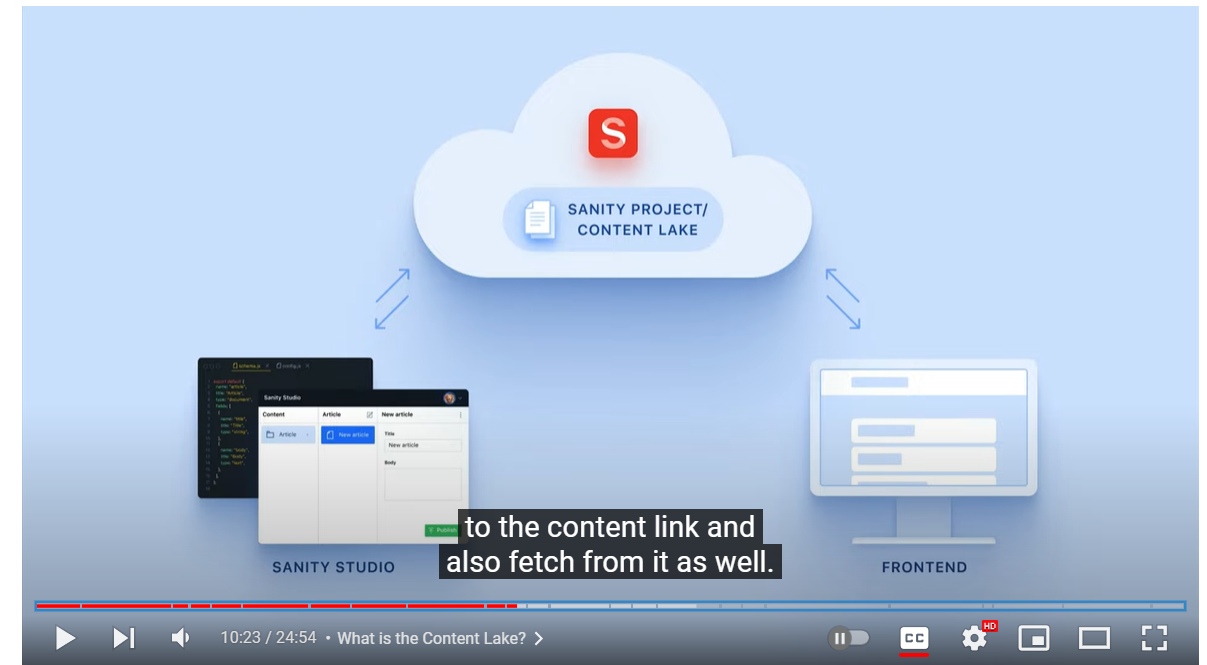 S
SANITY PROJECT/
CONTENT LAKE
schema.js × config.js ×
export default {
name: "article",
title: "Article",
type: "document",
fields: [
{
name: "title",
title: "Title",
type: "string",
},
{
name: "body",
title: "Body",
type: "text",
},
Sanity Studio
Content Article New article
Article New article
Title
New article
Body
Publish
to the content link and
also fetch from it as well.
SANITY STUDIO FRONTEND
10:23 / 24:54 • What is the Content Lake?
CC
HD